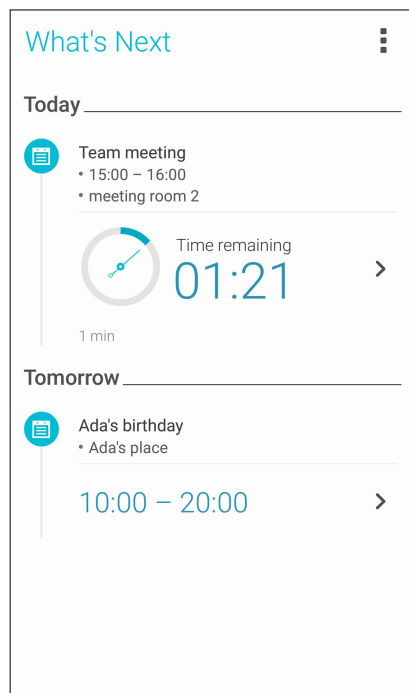 What's Next
Today
Team meeting
• 15:00 – 16:00
• meeting room 2
Time remaining
01:21
1 min
Tomorrow
Ada's birthday
• Ada's place
10:00 – 20:00